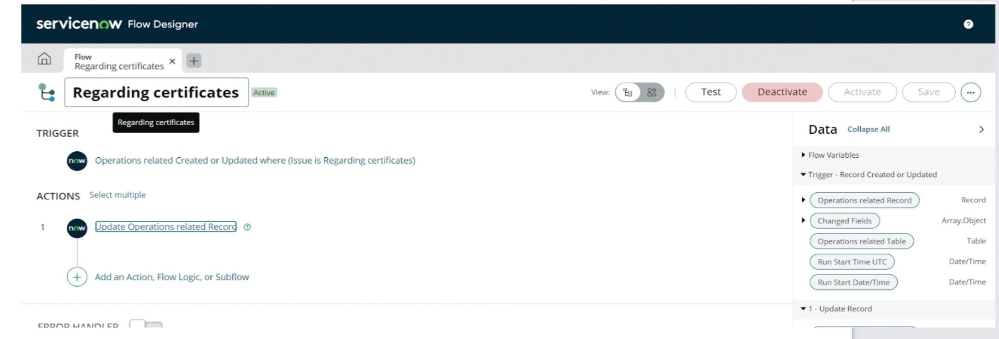 servicenow Flow Designer
?
Flow
Regarding certificates
Regarding certificates Active
View:
Test
Deactivate
Activate
Save
Regarding certificates
TRIGGER
now Operations related Created or Updated where (Issue is Regarding certificates)
ACTIONS Select multiple
1 now Update Operations related Record ?
Add an Action, Flow Logic, or Subflow
ERROR HANDLER
Data Collapse All
Flow Variables
Trigger - Record Created or Updated
Operations related Record Record
Changed Fields Array.Object
Operations related Table Table
Run Start Time UTC Date/Time
Run Start Date/Time Date/Time
1 - Update Record